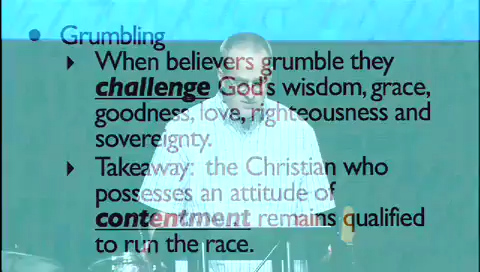 Grumbling
When believers grumble they
challenge God's wisdom, grace,
goodness, love, righteousness and
sovereignty.
Takeaway: the Christian who
possesses an attitude of
contentment remains qualified
to run the race.